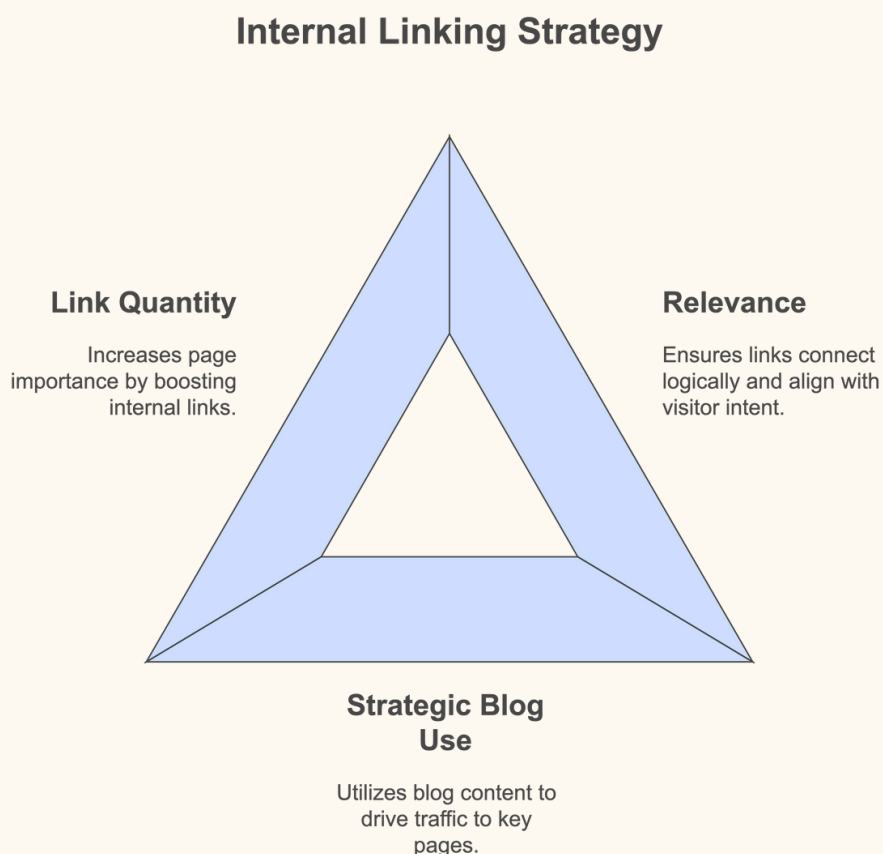 Internal Linking Strategy
Link Quantity
Increases page
importance by boosting
internal links.
Relevance
Ensures links connect
logically and align with
visitor intent.
Strategic Blog
Use
Utilizes blog content to
drive traffic to key
pages.